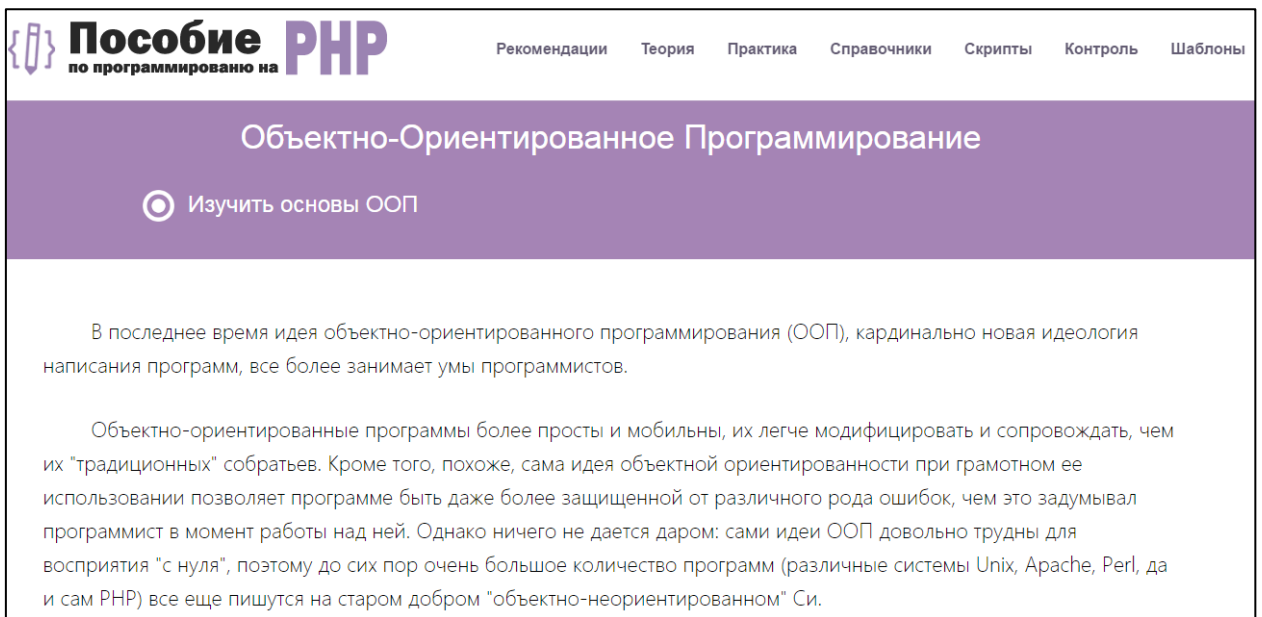 Пособие PHP
по программированю на
Рекомендации Теория Практика Справочники Скрипты Контроль Шаблоны
Объектно-Ориентированное Программирование
Изучить основы ООП
В последнее время идея объектно-ориентированного программирования (ООП), кардинально новая идеология
написания программ, все более занимает умы программистов.
Объектно-ориентированные программы более просты и мобильны, их легче модифицировать и сопровождать, чем
их "традиционных" собратьев. Кроме того, похоже, сама идея объектной ориентированности при грамотном ее
использовании позволяет программе быть даже более защищенной от различного рода ошибок, чем это задумывал
программист в момент работы над ней. Однако ничего не дается даром: сами идеи ООП довольно трудны для
восприятия "с нуля", поэтому до сих пор очень большое количество программ (различные системы Unix, Apache, Perl, да
и сам PHP) все еще пишутся на старом добром "объектно-неориентированном" Си.